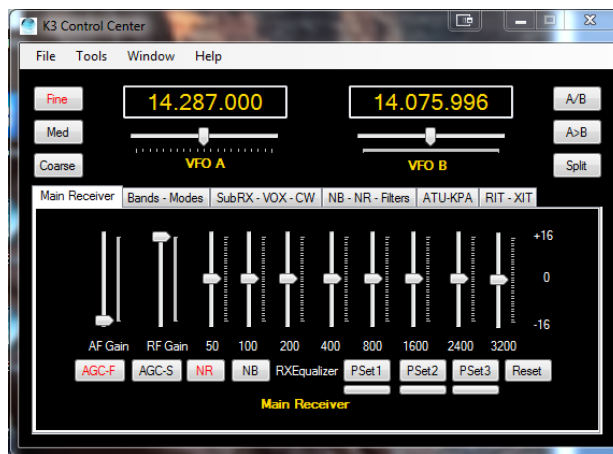 K3 Control Center
File Tools Window Help
Fine 14.287.000 14.075.996 A/B
Med A>B
Coarse VFO A VFO B Split
Main Receiver Bands - Modes SubRX - VOX - CW NB - NR - Filters ATU-KPA RIT - XIT
+16
0
-16
AF Gain RF Gain 50 100 200 400 800 1600 2400 3200
AGC-F AGC-S NR NB RXEqualizer PSet1 PSet2 PSet3 Reset
Main Receiver